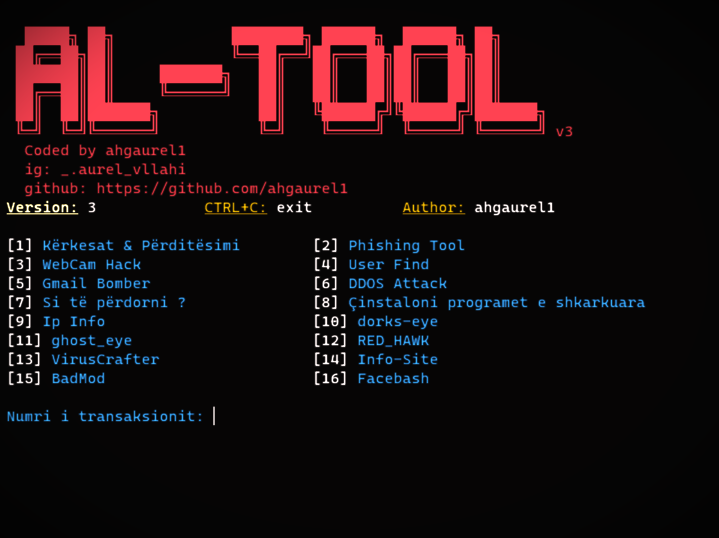 AL-TOOL v3
Coded by ahgaurel1
ig: _.aurel_vllahi
github: https://github.com/ahgaurel1
Version: 3 CTRL+C: exit Author: ahgaurel1
[1] Kërkesat & Përditësimi [2] Phishing Tool
[3] WebCam Hack [4] User Find
[5] Gmail Bomber [6] DDOS Attack
[7] Si të përdorni ? [8] Çinstaloni programet e shkarkuara
[9] Ip Info [10] dorks-eye
[11] ghost_eye [12] RED_HAWK
[13] VirusCrafter [14] Info-Site
[15] BadMod [16] Facebash
Numri i transaksionit: